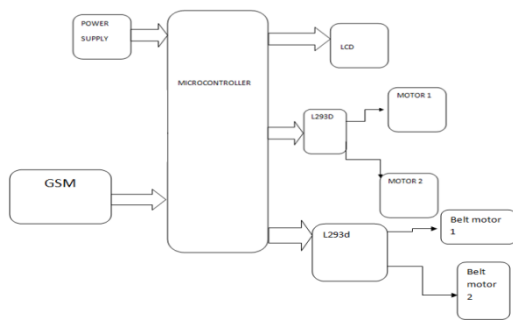 POWER
SUPPLY
LCD
MICROCONTROLLER
MOTOR 1
L293D
GSM
MOTOR 2
L293d
Belt motor
1
Belt
motor
2